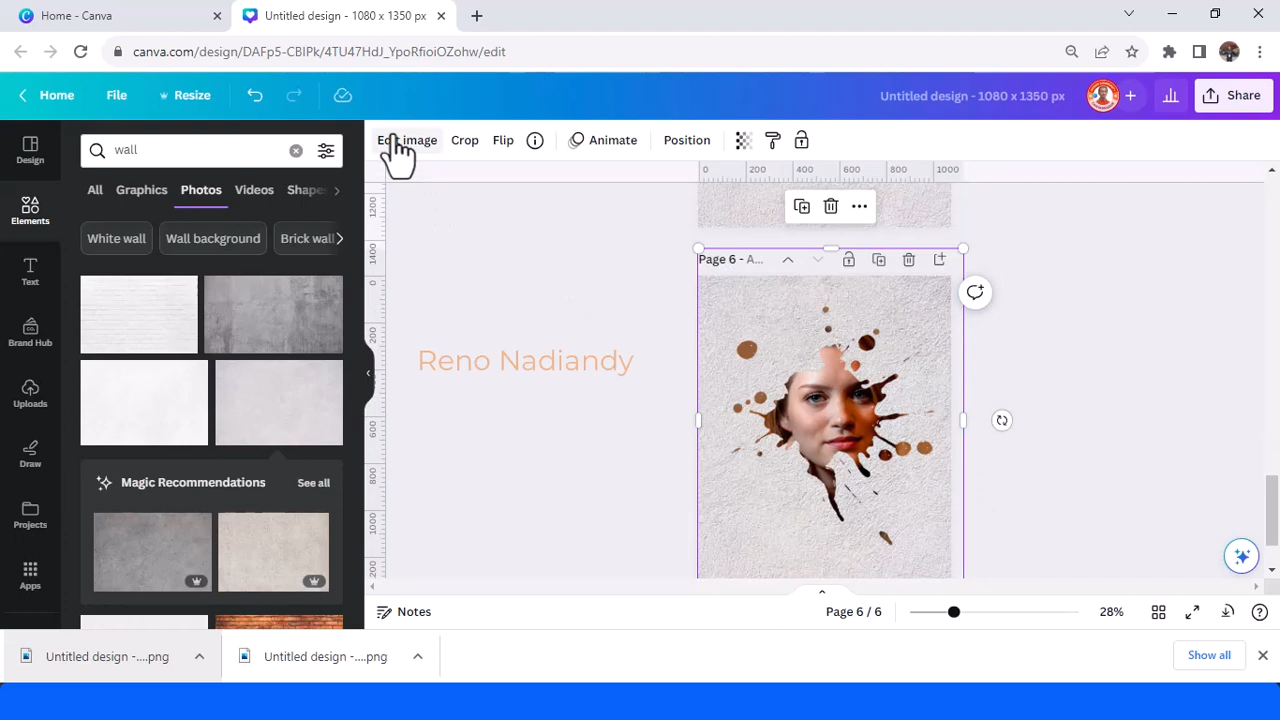 Home - Canva
Untitled design - 1080 x 1350 px
canva.com/design/DAFp5-CBIPk/4TU47HdJ_YpoRfioiOZohw/edit
Home File Resize
Untitled design - 1080 x 1350 px
Share
Design
Elements
Text
Brand Hub
Uploads
Draw
Projects
Apps
wall
All Graphics Photos Videos Shape
White wall Wall background Brick wall
Magic Recommendations See all
Edit image Crop Flip Animate Position
0 200 400 600 800 1000
1200
1400
0
200
400
600
800
1000
Page 6 - A...
Reno Nadiandy
Notes
Page 6 / 6
28%
Untitled design -....png
Untitled design -....png
Show all